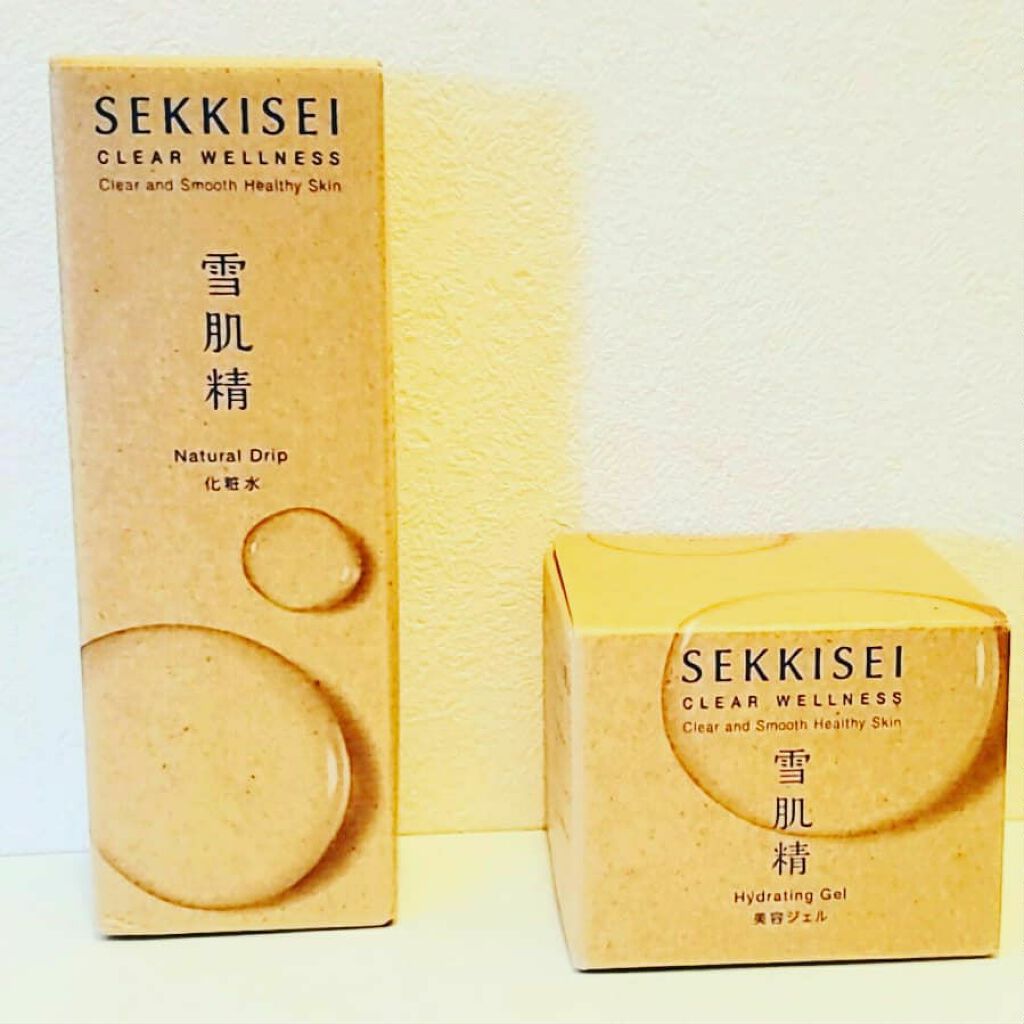 SEKKISEI
CLEAR WELLNESS
Clear and Smooth Healthy Skin
雪肌精
Natural Drip
化粧水
SEKKISEI
CLEAR WELLNESS
Clear and Smooth Healthy Skin
雪肌精
Hydrating Gel
美容ジェル